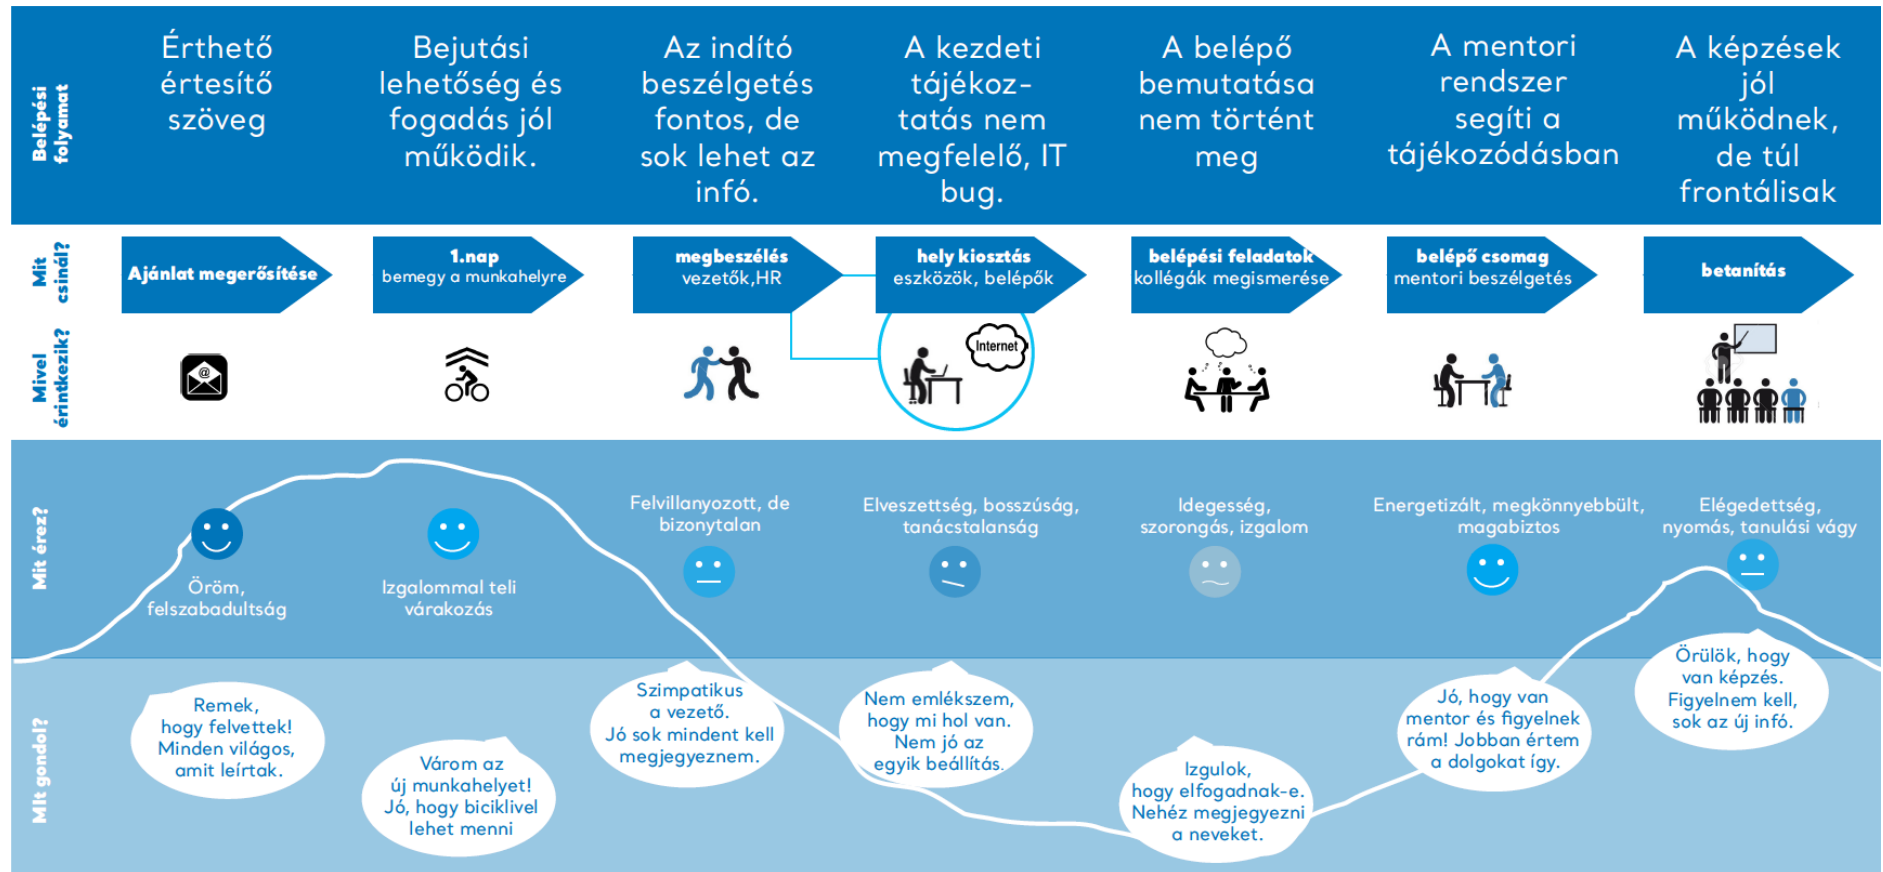 Belépési
folyamat
Érthető
értesítő
szöveg
Bejutási
lehetőség és
fogadás jól
működik.
Az indító
beszélgetés
fontos, de
sok lehet az
infó.
A kezdeti
tájékoz-
tatás nem
megfelelő, IT
bug.
A belépő
bemutatása
nem történt
meg
A mentori
rendszer
segíti a
tájékozódásban
A képzések
jól
működnek,
de túl
frontálisak
Mit
csinál?
Ajánlat megerősítése
1.nap
bemegy a munkahelyre
megbeszélés
vezetők,HR
hely kiosztás
eszközök, belépők
belépési feladatok
kollégák megismerése
belépő csomag
mentori beszélgetés
betanítás
Mivel
érintkezik?
@
Internet
Mit érez?
Öröm,
felszabadultság
Izgalommal teli
várakozás
Felvillanyozott, de
bizonytalan
Elveszettség, bosszúság,
tanácstalanság
Idegesség,
szorongás, izgalom
Energetizált, megkönnyebbült,
magabiztos
Elégedettség,
nyomás, tanulási vágy
MIt gondol?
Remek,
hogy felvettek!
Minden világos,
amit leírtak.
Várom az
új munkahelyet!
Jó, hogy biciklivel
lehet menni
Szimpatikus
a vezető.
Jó sok mindent kell
megjegyeznem.
Nem emlékszem,
hogy mi hol van.
Nem jó az
egyik beállítás.
Izgulok,
hogy elfogadnak-e.
Nehéz megjegyezni
a neveket.
Jó, hogy van
mentor és figyelnek
rám! Jobban értem
a dolgokat így.
Örülök, hogy
van képzés.
Figyelnem kell,
sok az új infó.